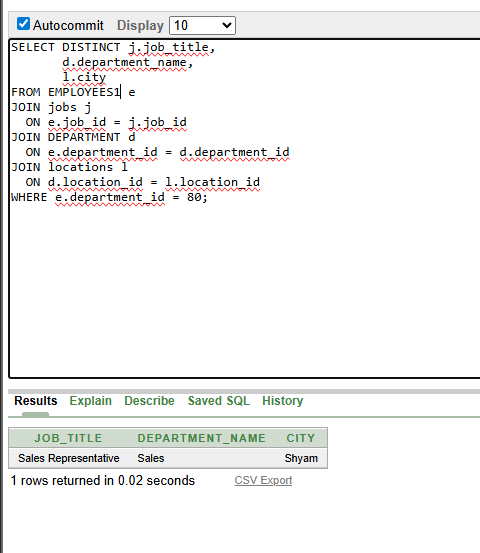 Autocommit Display 10
SELECT DISTINCT j.job_title,
d.department_name,
l.city
FROM EMPLOYEES1 e
JOIN jobs j
ON e.job_id = j.job_id
JOIN DEPARTMENT d
ON e.department_id = d.department_id
JOIN locations l
ON d.location_id = l.location_id
WHERE e.department_id = 80;
Results Explain Describe Saved SQL History
JOB_TITLE DEPARTMENT_NAME CITY
Sales Representative Sales Shyam
1 rows returned in 0.02 seconds CSV Export